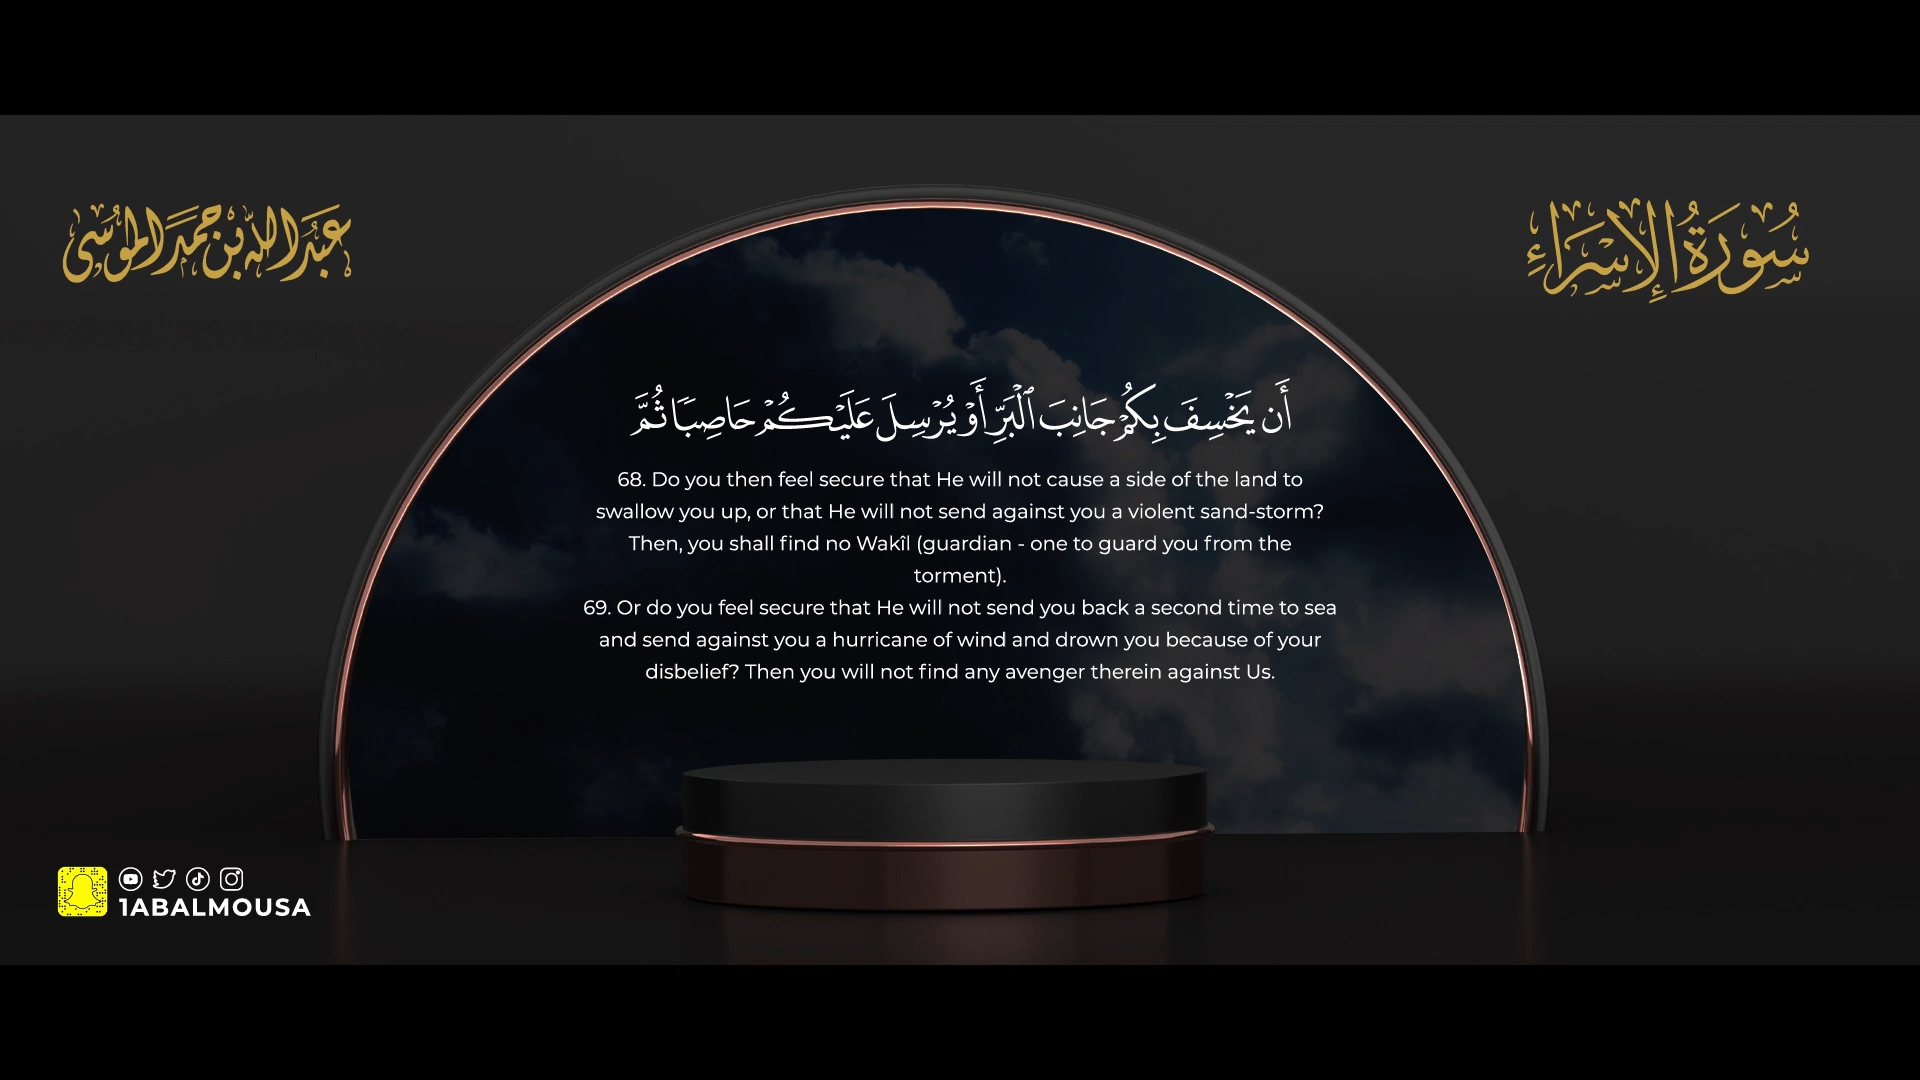 عبدالله بن حمد الموسى
سُورَةُ الإِسْرَاءِ
أَن يَخْسِفَ بِكُمْ جَانِبَ ٱلْبَرِّ أَوْ يُرْسِلَ عَلَيْكُمْ حَاصِبًا ثُمَّ
68. Do you then feel secure that He will not cause a side of the land to
swallow you up, or that He will not send against you a violent sand-storm?
Then, you shall find no Wakîl (guardian - one to guard you from the
torment).
69. Or do you feel secure that He will not send you back a second time to sea
and send against you a hurricane of wind and drown you because of your
disbelief? Then you will not find any avenger therein against Us.
1ABALMOUSA